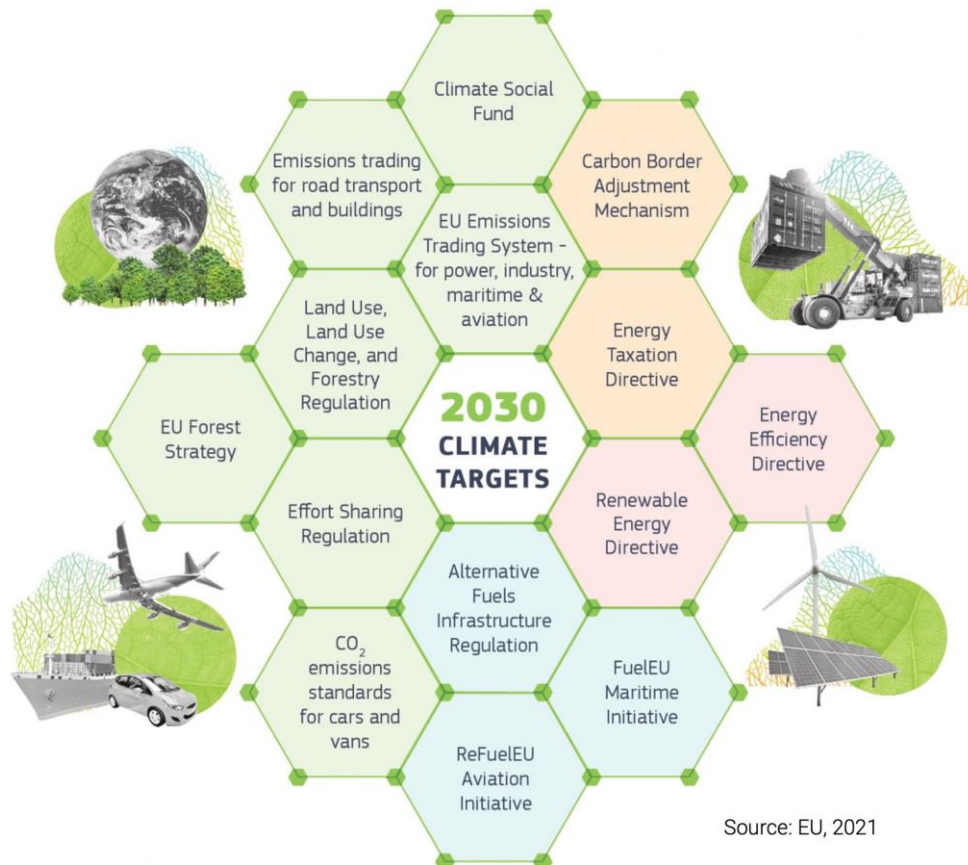 Climate Social
Fund
Emissions trading
for road transport
and buildings
Carbon Border
Adjustment
Mechanism
EU Emissions
Trading System -
for power, industry,
maritime &
aviation
Land Use,
Land Use
Change, and
Forestry
Regulation
Energy
Taxation
Directive
EU Forest
Strategy
2030
CLIMATE
TARGETS
Energy
Efficiency
Directive
Effort Sharing
Regulation
Renewable
Energy
Directive
Alternative
Fuels
Infrastructure
Regulation
CO₂
emissions
standards
for cars and
vans
FuelEU
Maritime
Initiative
ReFuelEU
Aviation
Initiative
Source: EU, 2021